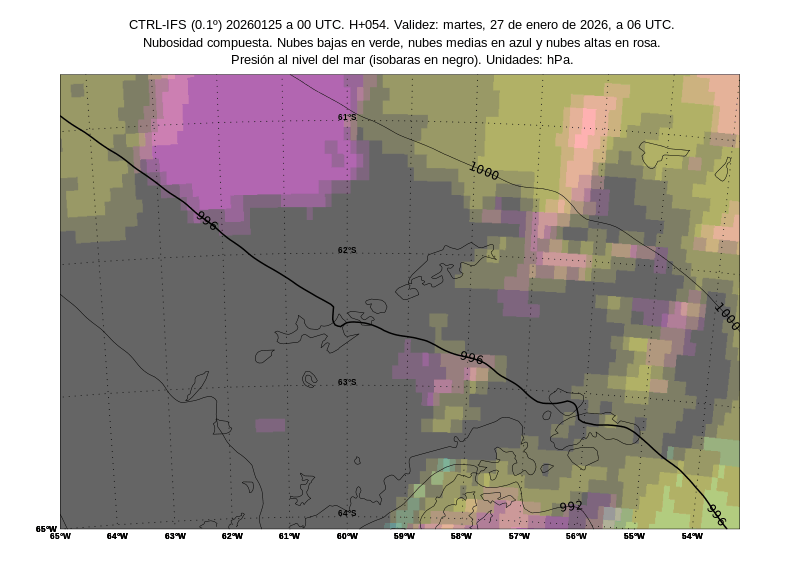 CTRL-IFS (0.1º) 20260125 a 00 UTC. H+054. Validez: martes, 27 de enero de 2026, a 06 UTC.
Nubosidad compuesta. Nubes bajas en verde, nubes medias en azul y nubes altas en rosa.
Presión al nivel del mar (isobaras en negro). Unidades: hPa.
61°S
1000
996
62°S
1000
996
63°S
64°S
992
996
65°W
65°W 64°W 63°W 62°W 61°W 60°W 59°W 58°W 57°W 56°W 55°W 54°W